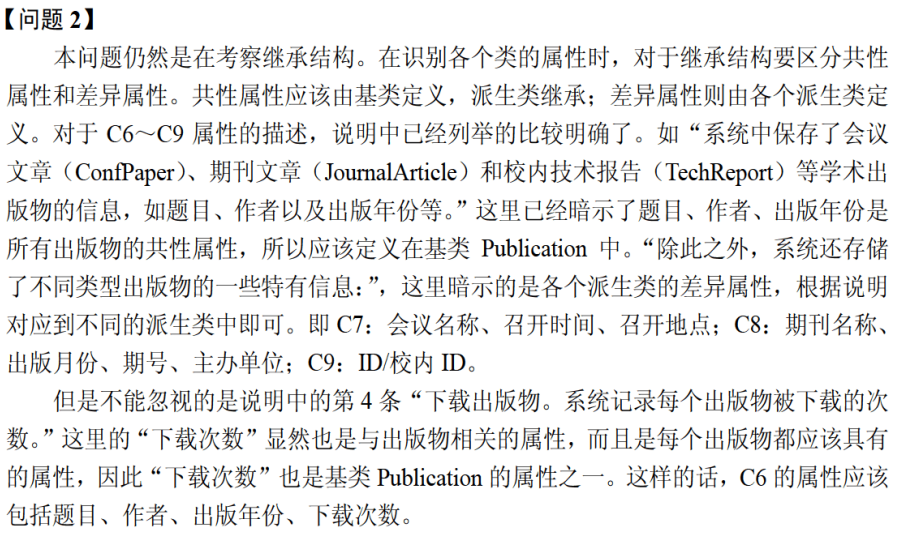 【问题 2】
本问题仍然是在考察继承结构。在识别各个类的属性时，对于继承结构要区分共性
属性和差异属性。共性属性应该由基类定义，派生类继承；差异属性则由各个派生类定
义。对于 C6～C9 属性的描述，说明中已经列举的比较明确了。如“系统中保存了会议
文章（ConfPaper）、期刊文章（JournalArticle）和校内技术报告（TechReport）等学术出
版物的信息，如题目、作者以及出版年份等。”这里已经暗示了题目、作者、出版年份是
所有出版物的共性属性，所以应该定义在基类 Publication 中。“除此之外，系统还存储
了不同类型出版物的一些特有信息：”，这里暗示的是各个派生类的差异属性，根据说明
对应到不同的派生类中即可。即 C7：会议名称、召开时间、召开地点；C8：期刊名称、
出版月份、期号、主办单位；C9：ID/校内 ID。
但是不能忽视的是说明中的第 4 条“下载出版物。系统记录每个出版物被下载的次
数。”这里的“下载次数”显然也是与出版物相关的属性，而且是每个出版物都应该具有
的属性，因此“下载次数”也是基类 Publication 的属性之一。这样的话，C6 的属性应该
包括题目、作者、出版年份、下载次数。